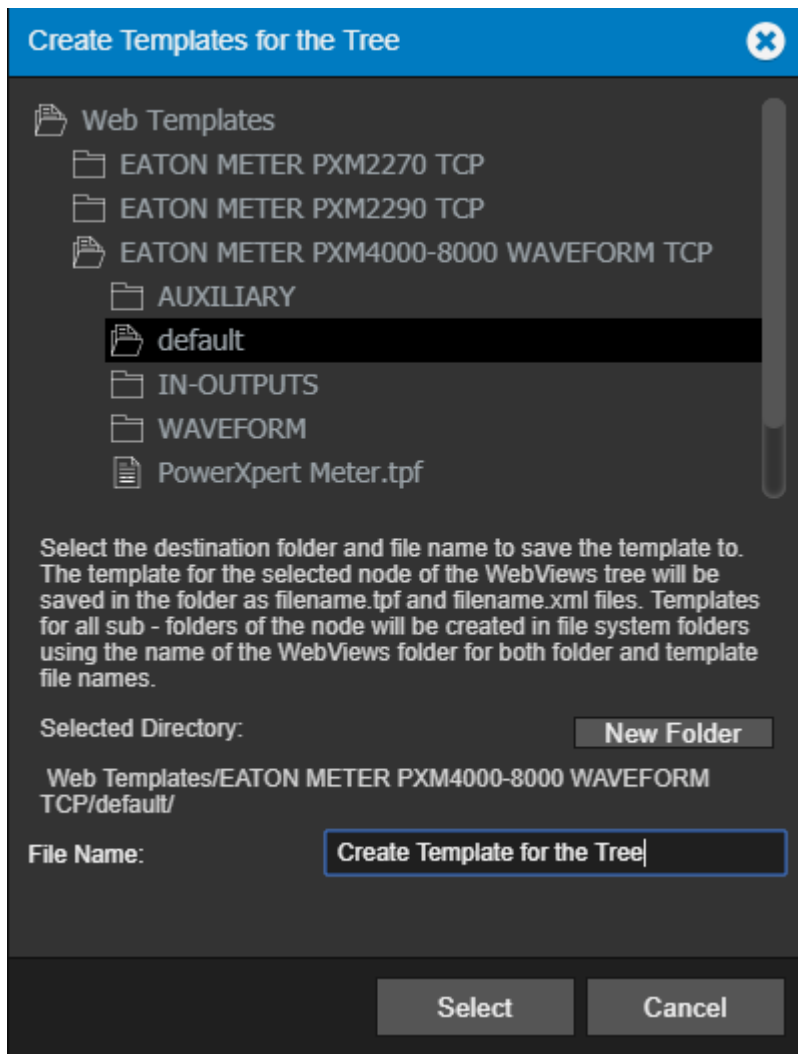 Create Templates for the Tree
Web Templates
EATON METER PXM2270 TCP
EATON METER PXM2290 TCP
EATON METER PXM4000-8000 WAVEFORM TCP
AUXILIARY
default
IN-OUTPUTS
WAVEFORM
PowerXpert Meter.tpf
Select the destination folder and file name to save the template to.
The template for the selected node of the WebViews tree will be
saved in the folder as filename.tpf and filename.xml files. Templates
for all sub - folders of the node will be created in file system folders
using the name of the WebViews folder for both folder and template
file names.
Selected Directory:
New Folder
Web Templates/EATON METER PXM4000-8000 WAVEFORM
TCP/default/
File Name:
Create Template for the Tree
Select
Cancel